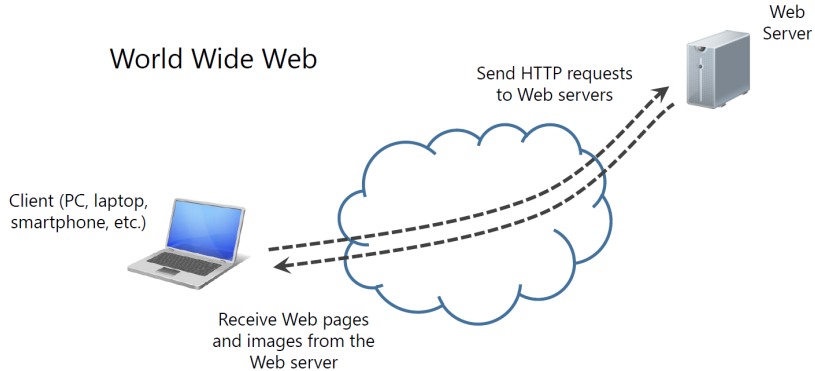 World Wide Web
Web
Server
Send HTTP requests
to Web servers
Client (PC, laptop,
smartphone, etc.)
Receive Web pages
and images from the
Web server